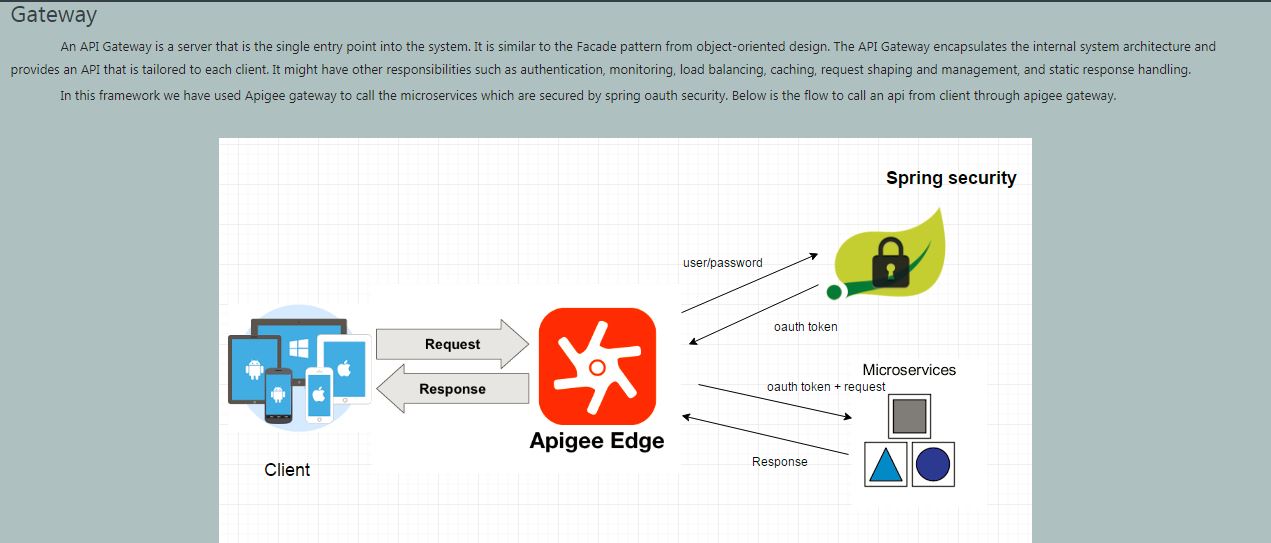 Gateway
An API Gateway is a server that is the single entry point into the system. It is similar to the Facade pattern from object-oriented design. The API Gateway encapsulates the internal system architecture and
provides an API that is tailored to each client. It might have other responsibilities such as authentication, monitoring, load balancing, caching, request shaping and management, and static response handling.
In this framework we have used Apigee gateway to call the microservices which are secured by spring oauth security. Below is the flow to call an api from client through apigee gateway.
Spring security
user/password
oauth token
Request
Microservices
oauth token + request
Response
Apigee Edge
Response
Client